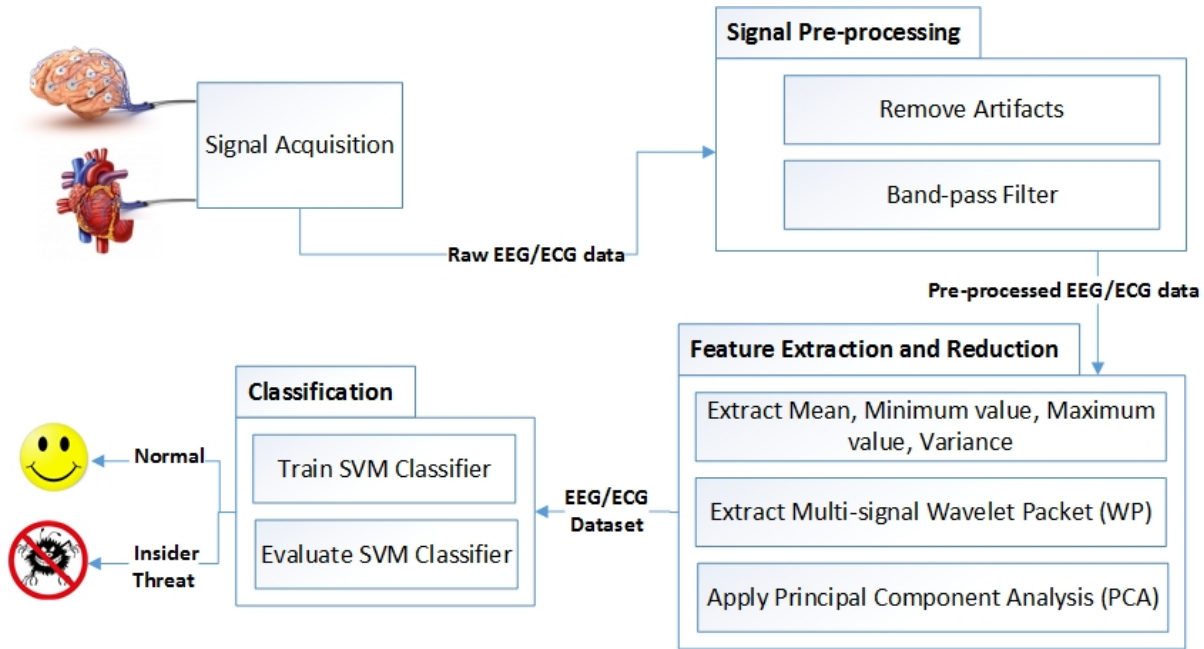 Signal Acquisition
Raw EEG/ECG data
Signal Pre-processing
Remove Artifacts
Band-pass Filter
Pre-processed EEG/ECG data
Feature Extraction and Reduction
Extract Mean, Minimum value, Maximum
value, Variance
Extract Multi-signal Wavelet Packet (WP)
Apply Principal Component Analysis (PCA)
EEG/ECG
Dataset
Classification
Train SVM Classifier
Evaluate SVM Classifier
Normal
Insider
Threat